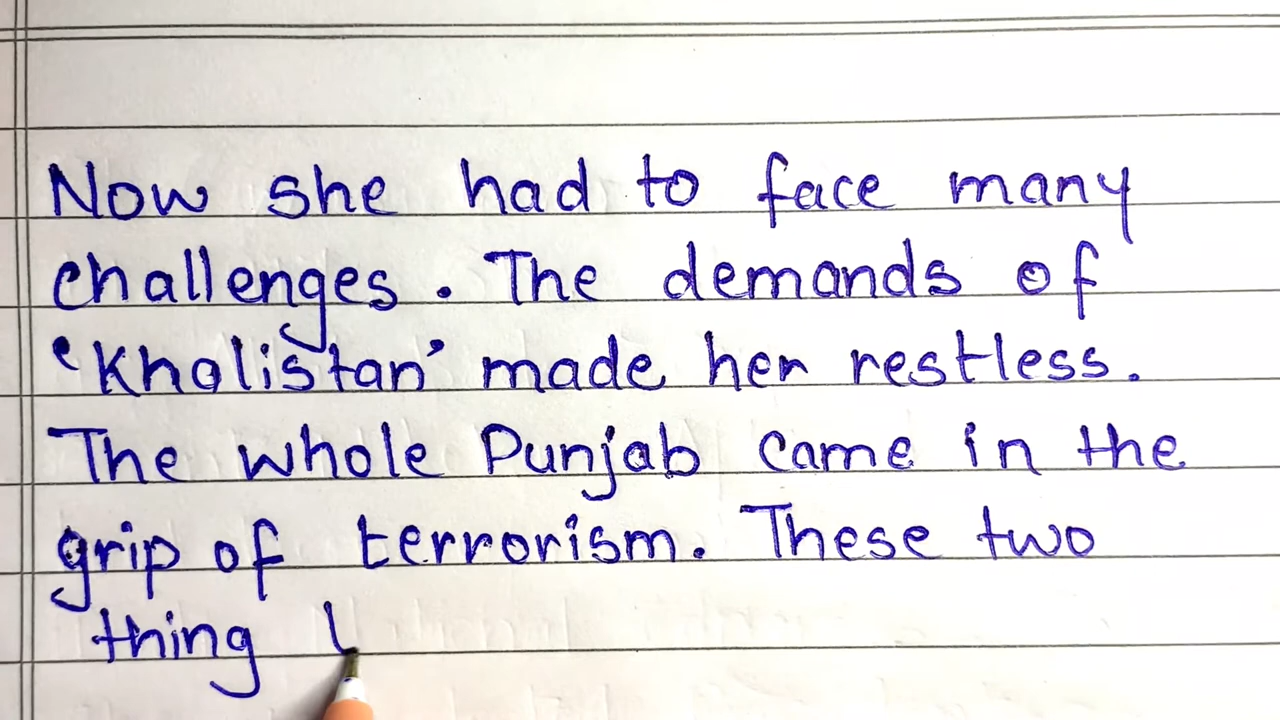 Now she had to face many
challenges. The demands of
'Khalistan' made her restless.
The whole Punjab came in the
grip of terrorism. These two
thing